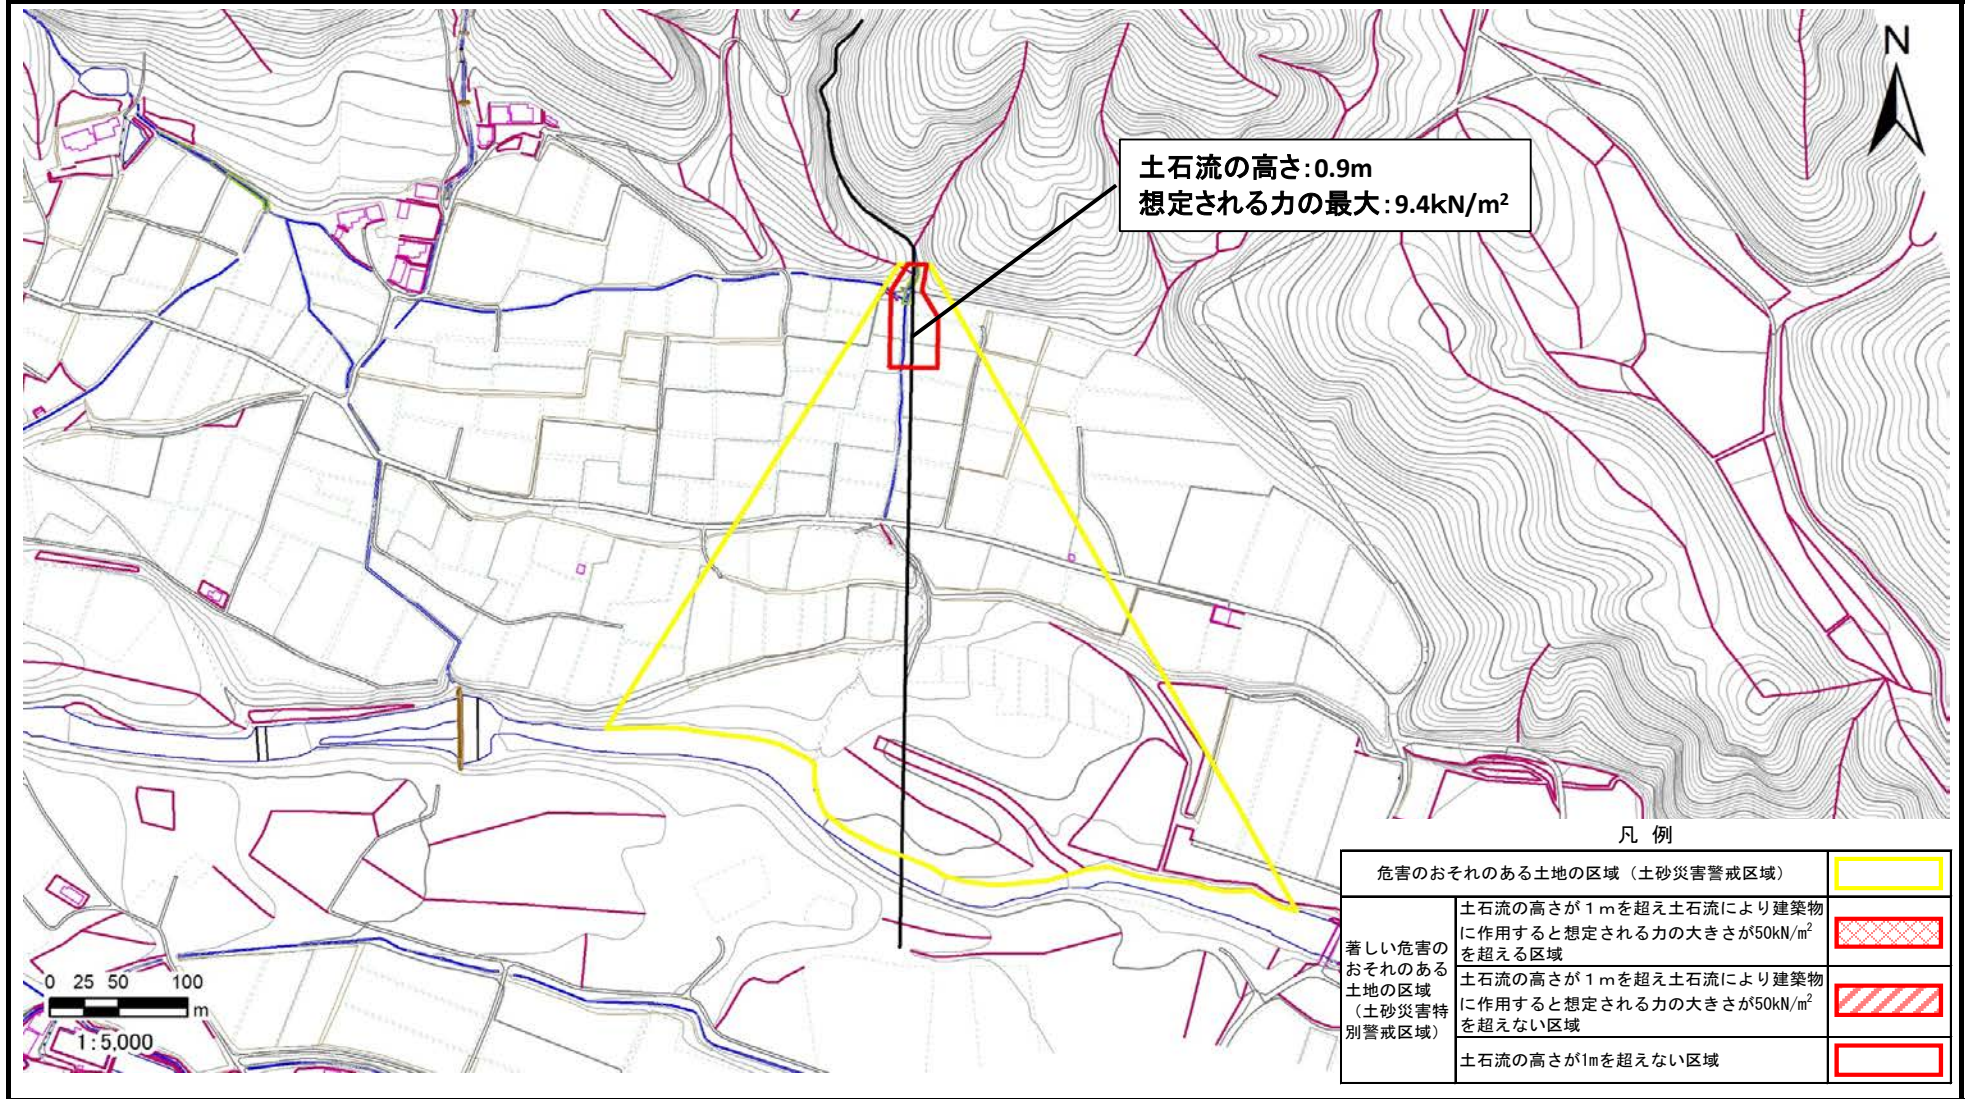 N
土石流の高さ:0.9m
想定される力の最大:9.4kN/m²
凡 例
危害のおそれのある土地の区域（土砂災害警戒区域）
著しい危害の
おそれのある
土地の区域
（土砂災害特
別警戒区域）
土石流の高さが１ｍを超え土石流により建築物
に作用すると想定される力の大きさが50kN/m²
を超える区域
土石流の高さが１ｍを超え土石流により建築物
に作用すると想定される力の大きさが50kN/m²
を超えない区域
土石流の高さが1mを超えない区域
0 25 50 100
m
1:5,000